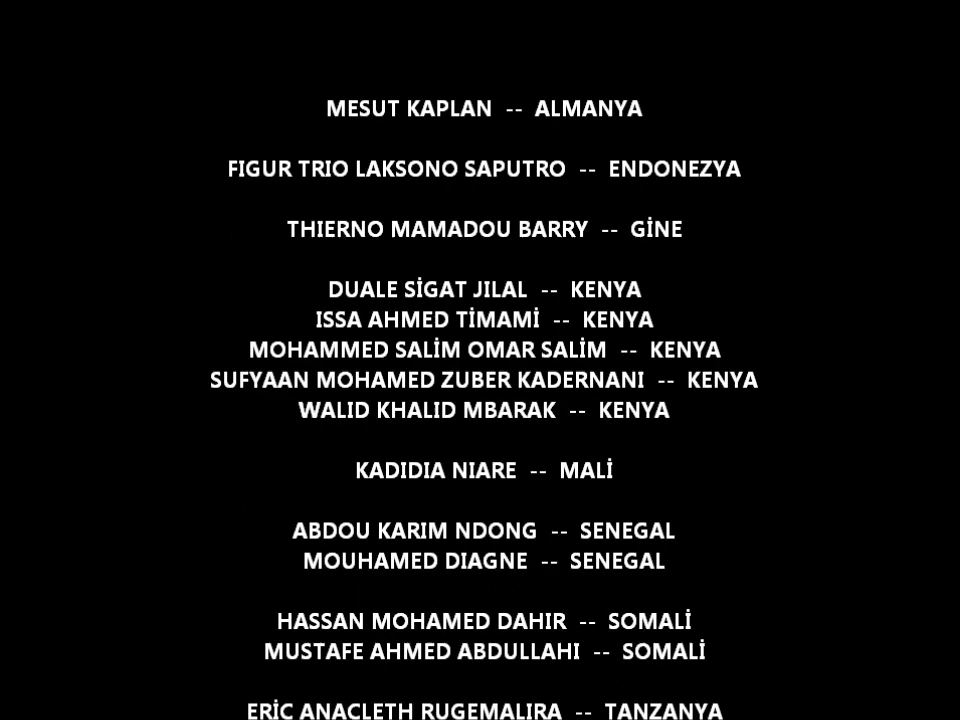 MESUT KAPLAN -- ALMANYA
FIGUR TRIO LAKSONO SAPUTRO -- ENDONEZYA
THIERNO MAMADOU BARRY -- GİNE
DUALE SİGAT JILAL -- KENYA
ISSA AHMED TİMAMİ -- KENYA
MOHAMMED SALİM OMAR SALİM -- KENYA
SUFYAAN MOHAMED ZUBER KADERNANI -- KENYA
WALID KHALID MBARAK -- KENYA
KADIDIA NIARE -- MALİ
ABDOU KARIM NDONG -- SENEGAL
MOUHAMED DIAGNE -- SENEGAL
HASSAN MOHAMED DAHIR -- SOMALİ
MUSTAFE AHMED ABDULLAHI -- SOMALİ
ERİC ANACLETH RUGEMALIRA -- TANZANYA